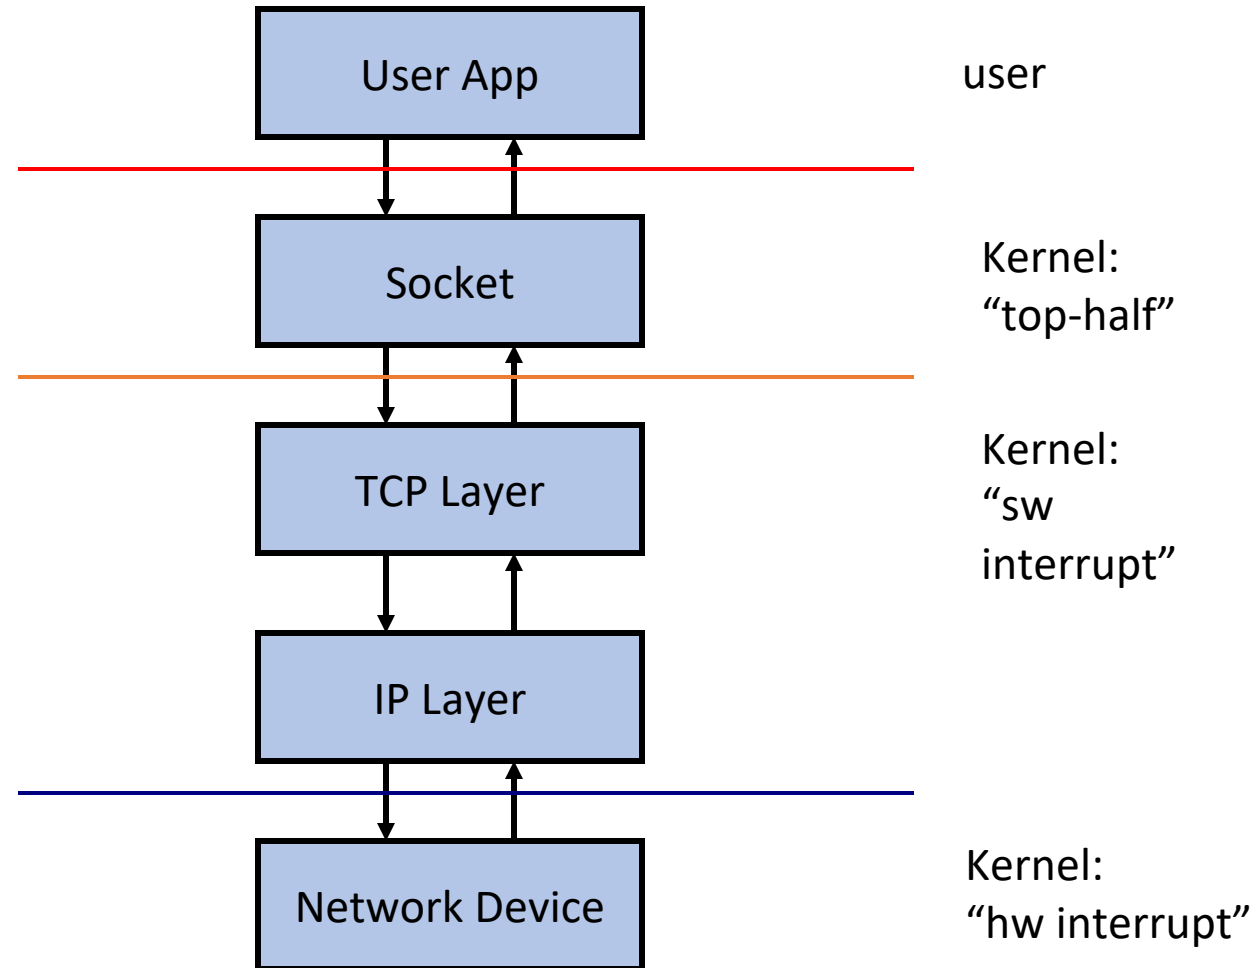 User App
user
Socket
Kernel:
“top-half”
TCP Layer
Kernel:
“sw
interrupt”
IP Layer
Network Device
Kernel:
“hw interrupt”